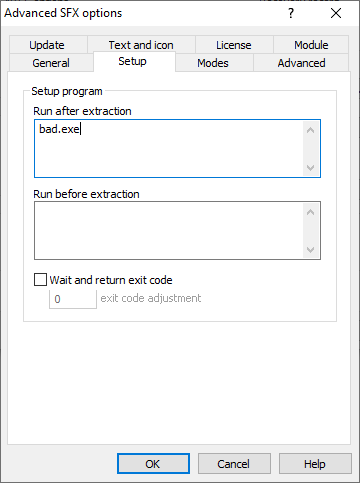 Advanced SFX options
?
Update Text and icon License Module
General Setup Modes Advanced
Setup program
Run after extraction
bad.exe
Run before extraction
Wait and return exit code
0 exit code adjustment
OK Cancel Help